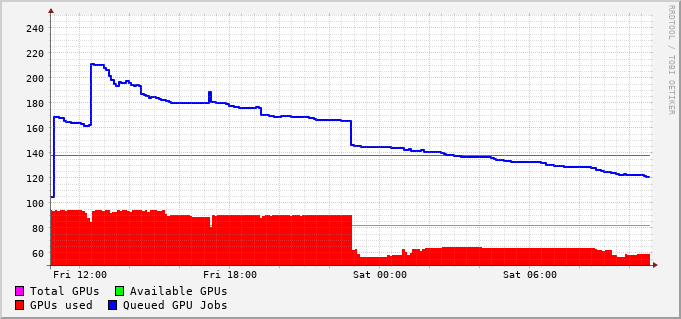 RRDTOOL / TOBI OETIKER
240
220
200
180
160
140
120
100
80
60
Fri 12:00 Fri 18:00 Sat 00:00 Sat 06:00
Total GPUs Available GPUs
GPUs used Queued GPU Jobs